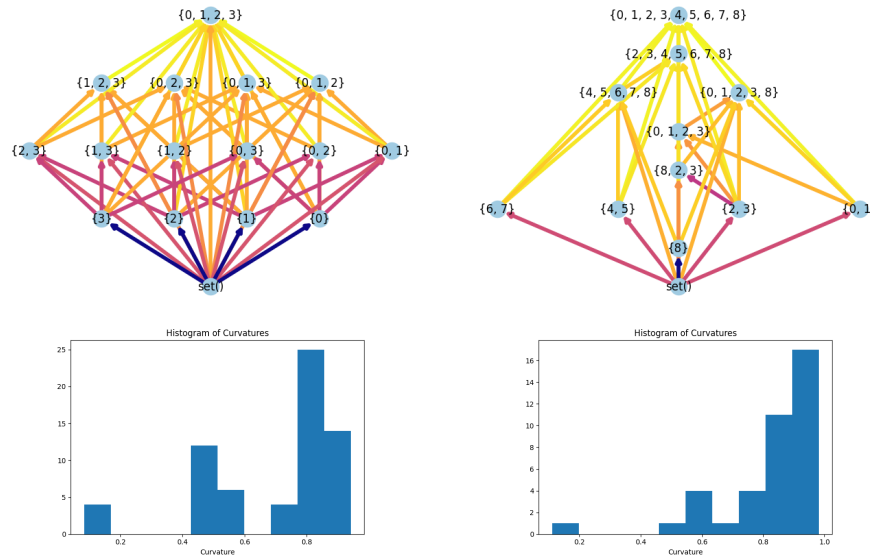 {0, 1, 2, 3}
{1, 2, 3} {0, 2, 3} {0, 1, 3} {0, 1, 2}
{2, 3} {1, 3} {1, 2} {0, 3} {0, 2} {0, 1}
{3} {2} {1} {0}
set()
{0, 1, 2, 3, 4, 5, 6, 7, 8}
{2, 3, 4, 5, 6, 7, 8}
{4, 5, 6, 7, 8} {0, 1, 2, 3, 8}
{0, 1, 2, 3}
{8, 2, 3}
{6, 7} {4, 5} {2, 3} {0, 1
{8}
set()
Histogram of Curvatures
25
20
15
10
5
0
0.2 0.4 0.6 0.8
Curvature
Histogram of Curvatures
16
14
12
10
8
6
4
2
0
0.2 0.4 0.6 0.8 1.0
Curvature